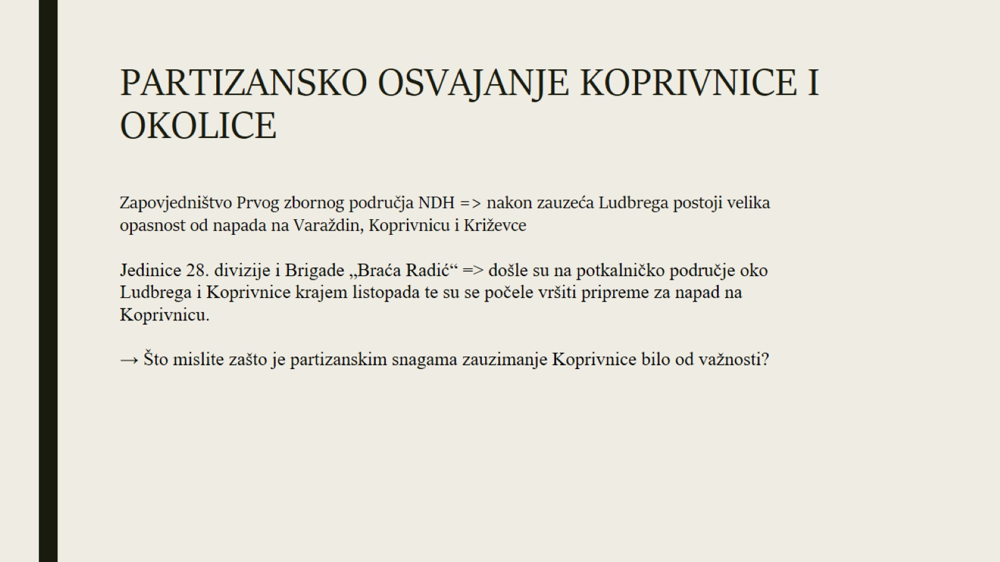 PARTIZANSKO OSVAJANJE KOPRIVNICE I
OKOLICE
Zapovjedništvo Prvog zbornog područja NDH => nakon zauzeća Ludbrega postoji velika
opasnost od napada na Varaždin, Koprivnicu i Križevce
Jedinice 28. divizije i Brigade „Braća Radić“ => došle su na potkalničko područje oko
Ludbrega i Koprivnice krajem listopada te su se počele vršiti pripreme za napad na
Koprivnicu.
→ Što mislite zašto je partizanskim snagama zauzimanje Koprivnice bilo od važnosti?